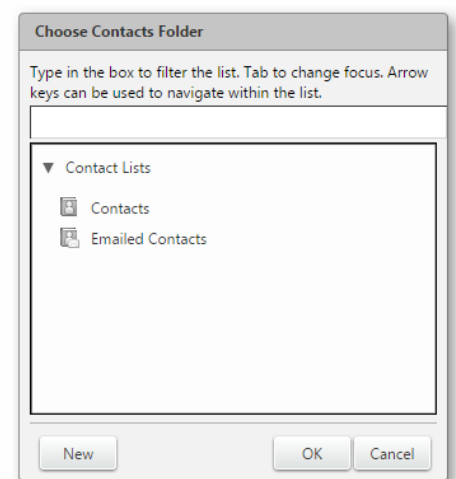 Choose Contacts Folder
Type in the box to filter the list. Tab to change focus. Arrow
keys can be used to navigate within the list.
Contact Lists
Contacts
Emailed Contacts
New
OK
Cancel